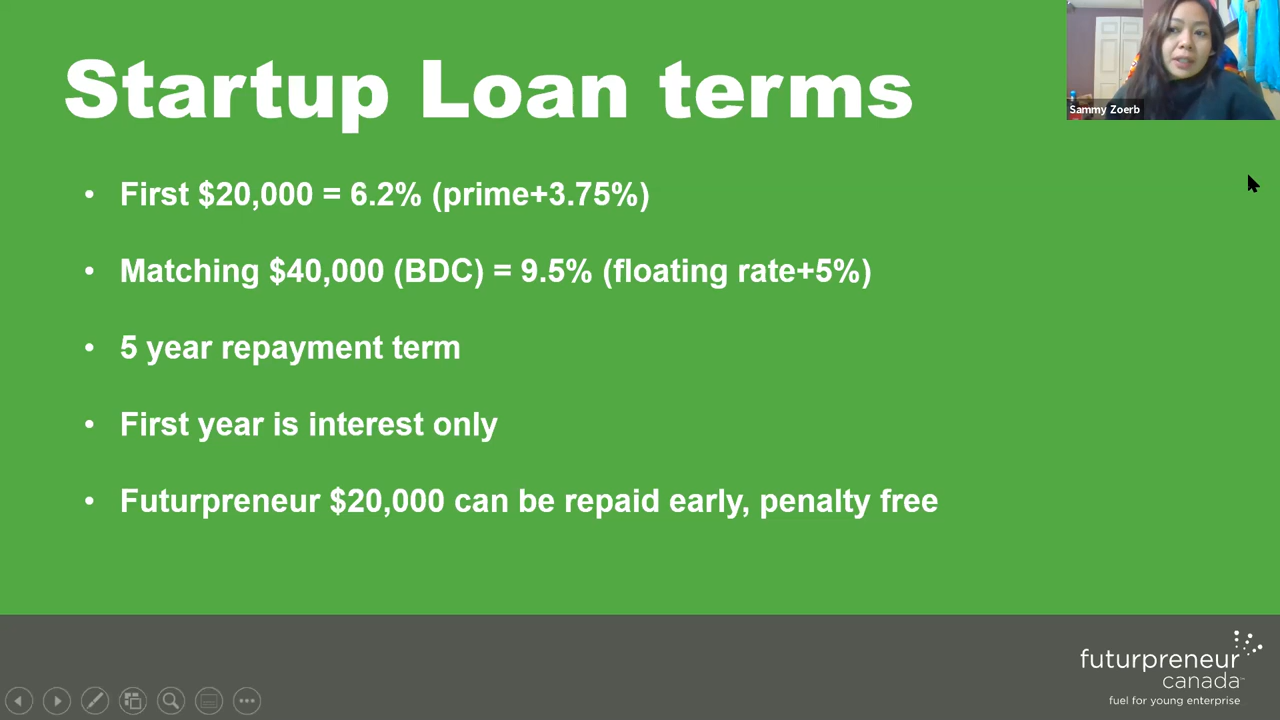 Startup Loan terms
Sammy Zoerb
• First $20,000 = 6.2% (prime+3.75%)
• Matching $40,000 (BDC) = 9.5% (floating rate+5%)
• 5 year repayment term
• First year is interest only
• Futurpreneur $20,000 can be repaid early, penalty free
futurpreneur
canada
fuel for young enterprise